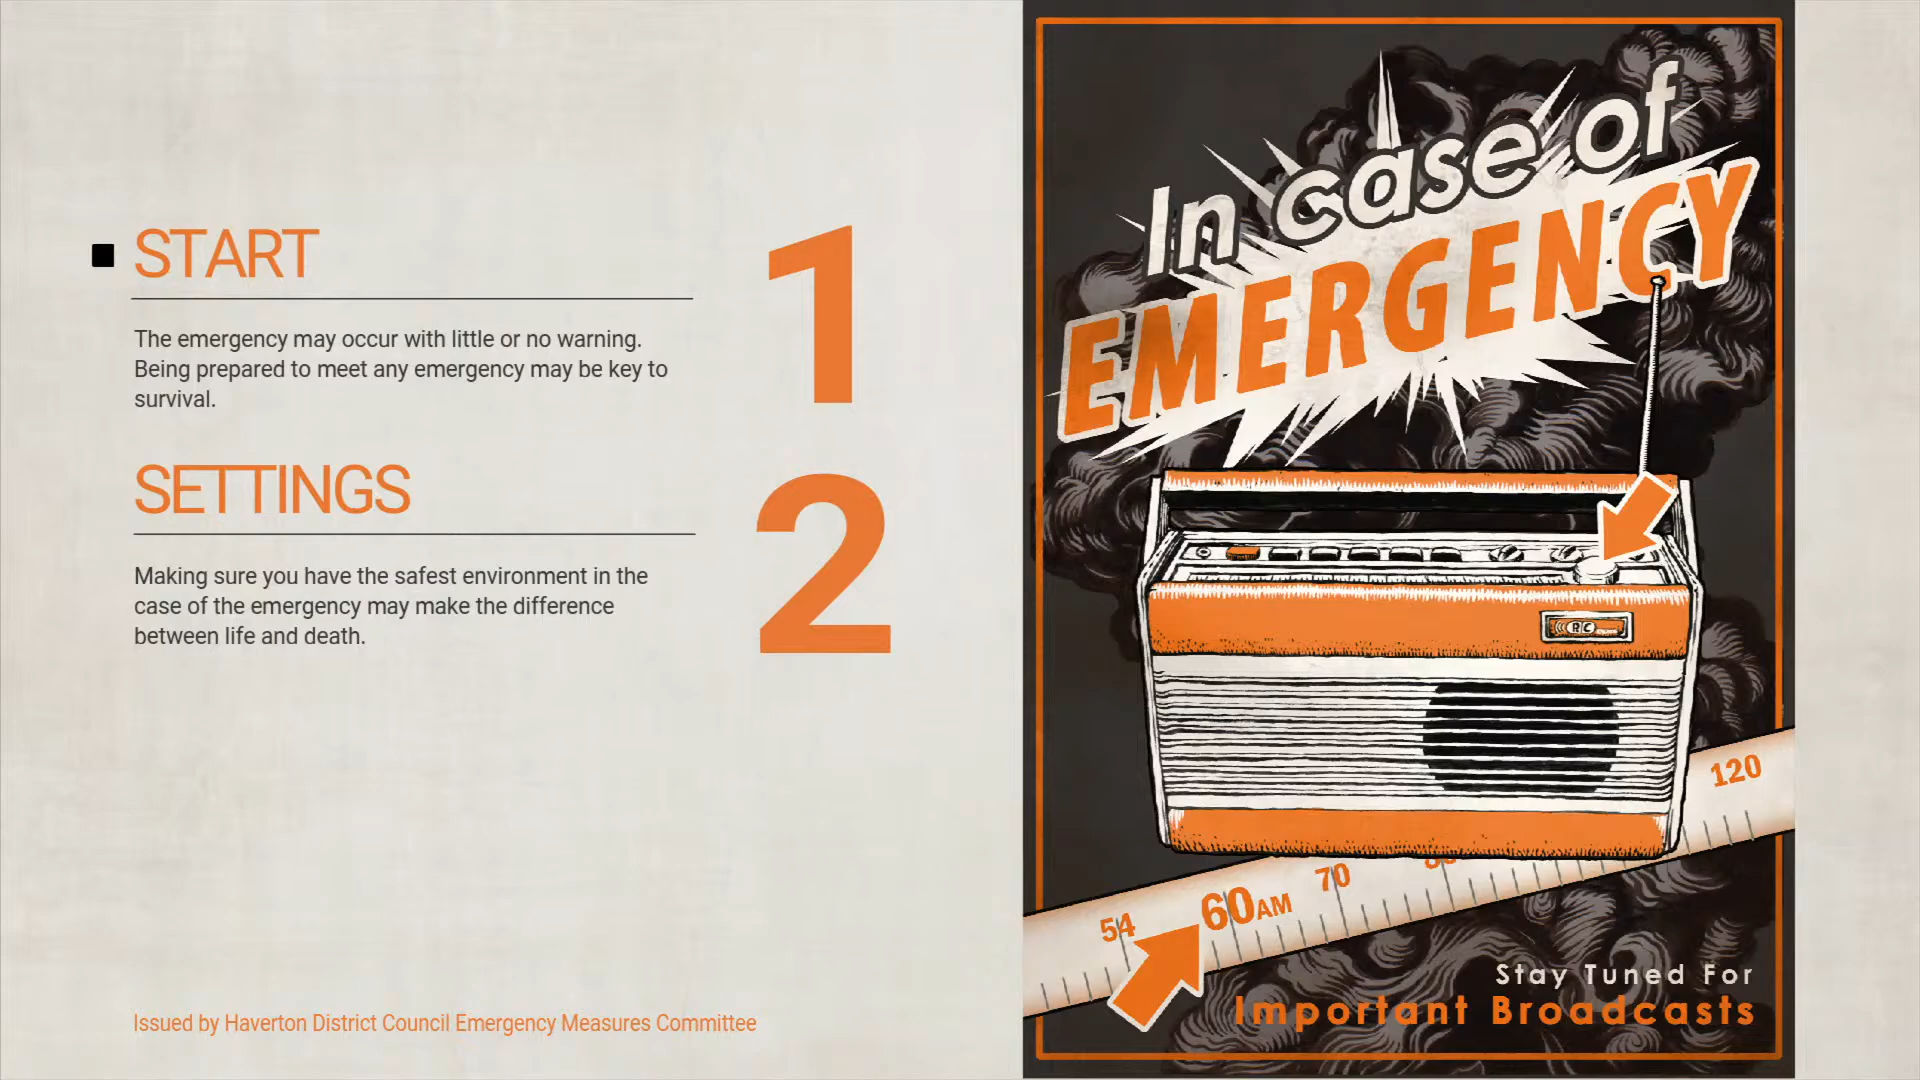 START
1
The emergency may occur with little or no warning.
Being prepared to meet any emergency may be key to
survival.
SETTINGS
2
Making sure you have the safest environment in the
case of the emergency may make the difference
between life and death.
Issued by Haverton District Council Emergency Measures Committee
In case of
EMERGENCY
RC
120
70
60AM
54
Stay Tuned For
Important Broadcasts